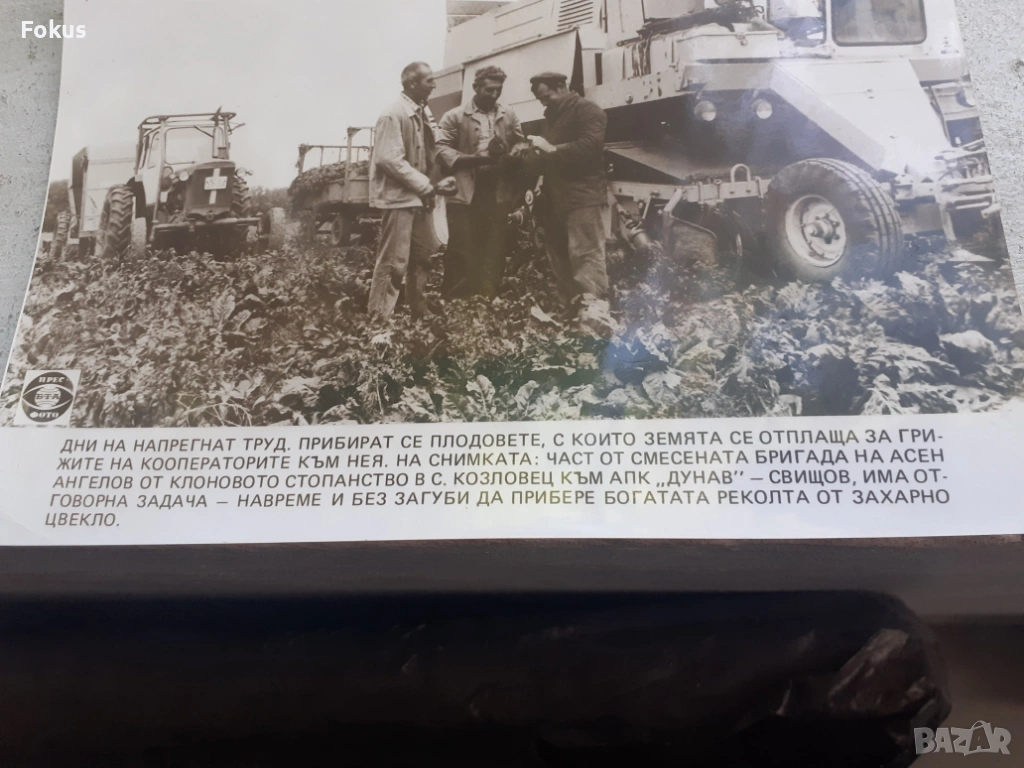 Fokus
ПРЕС
БТА
ФОТО
ДНИ НА НАПРЕГНАТ ТРУД. ПРИБИРАТ СЕ ПЛОДОВЕТЕ, С КОИТО ЗЕМЯТА СЕ ОТПЛАЩА ЗА ГРИ-
ЖИТЕ НА КООПЕРАТОРИТЕ КЪМ НЕЯ. НА СНИМКАТА: ЧАСТ ОТ СМЕСЕНАТА БРИГАДА НА АСЕН
АНГЕЛОВ ОТ КЛОНОВОТО СТОПАНСТВО В С. КОЗЛОВЕЦ КЪМ АПК „ДУНАВ” – СВИЩОВ, ИМА ОТ-
ГОВОРНА ЗАДАЧА – НАВРЕМЕ И БЕЗ ЗАГУБИ ДА ПРИБЕРЕ БОГАТАТА РЕКОЛТА ОТ ЗАХАРНО
ЦВЕКЛО.
BAZAR